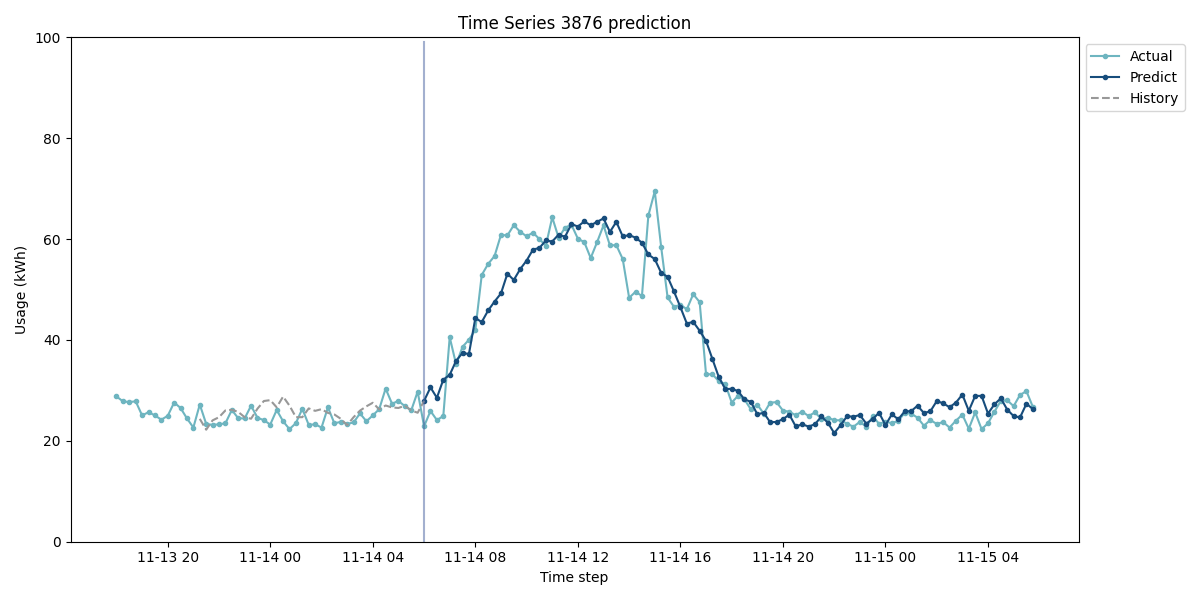 Time Series 3876 prediction
100
80
60
40
20
0
Usage (kWh)
11-13 20
11-14 00
11-14 04
11-14 08
11-14 12
11-14 16
11-14 20
11-15 00
11-15 04
Time step
Actual
Predict
History